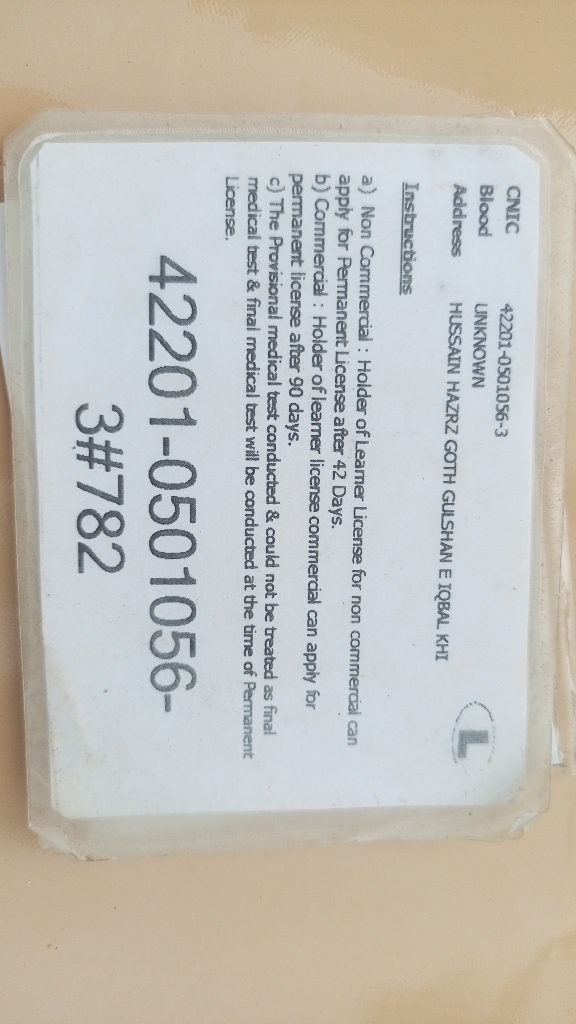 CNIC 42201-0501056-3
Blood UNKNOWN
Address HUSSAIN HAZRZ GOTH GULSHAN E IQBAL KHI
L
Instructions
a) Non Commercial : Holder of Learner License for non commercial can
apply for Permanent License after 42 Days.
b) Commercial : Holder of learner license commercial can apply for
permanent license after 90 days.
c) The Provisional medical test conducted & could not be treated as final
medical test & final medical test will be conducted at the time of Permanent
License.
42201-0501056-
3#782